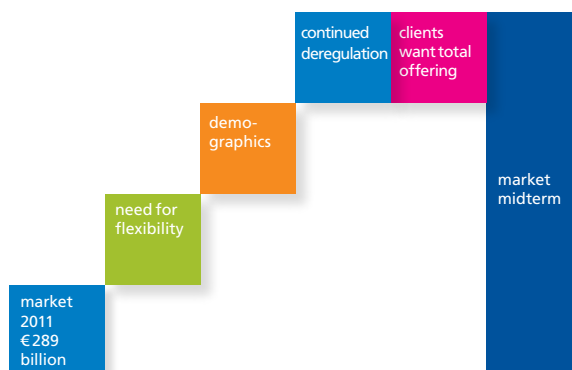 continued
deregulation
clients
want total
offering
demo-
graphics
market
midterm
need for
flexibility
market
2011
€ 289
billion